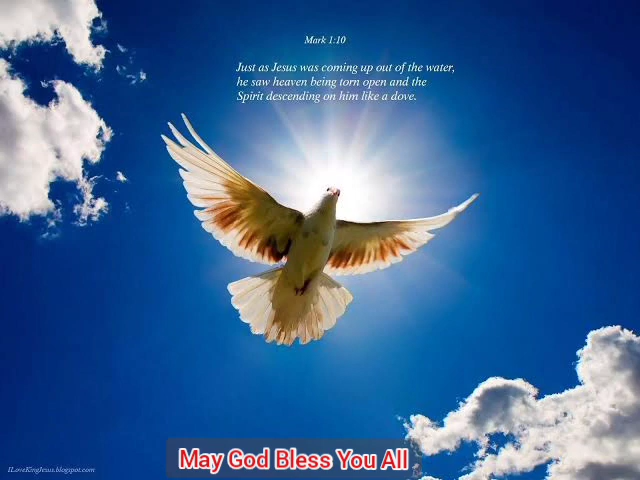 Mark 1:10
Just as Jesus was coming up out of the water,
he saw heaven being torn open and the
Spirit descending on him like a dove.
May God Bless You All
ILoveKingJesus.blogspot.com